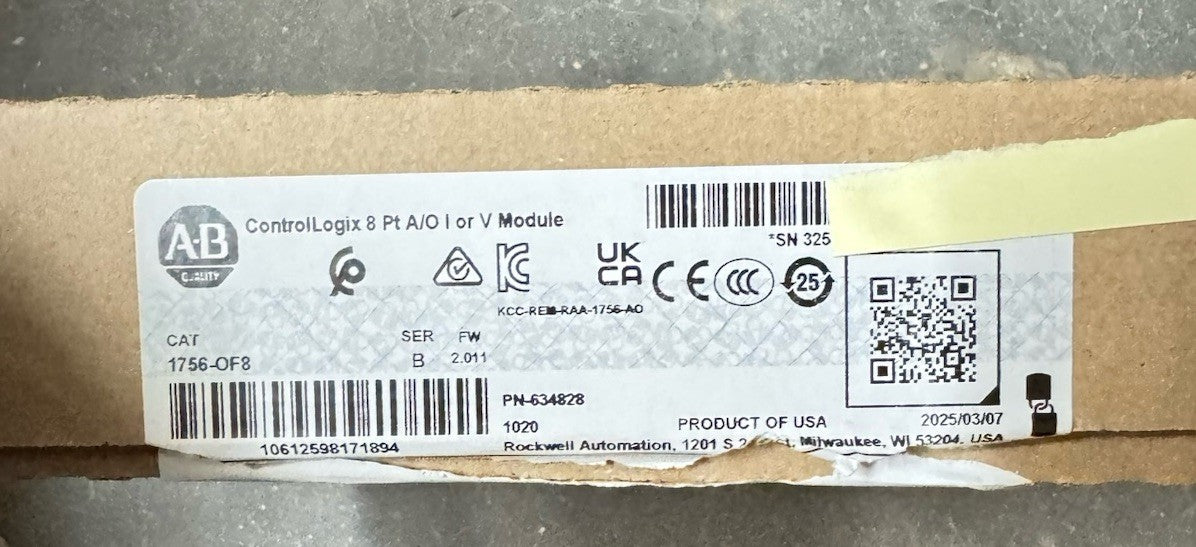 A-B
QUALITY
ControlLogix 8 Pt A/O I or V Module
*SN 325
UK
CA
CE
CCC
25
KCC-REM-RAA-1756-AO
CAT
SER FW
1756-OF8
B 2.011
PN-634828
1020
PRODUCT OF USA
2025/03/07
10612598171894
Rockwell Automation, 1201 S 2 Milwaukee, WI 53204, USA